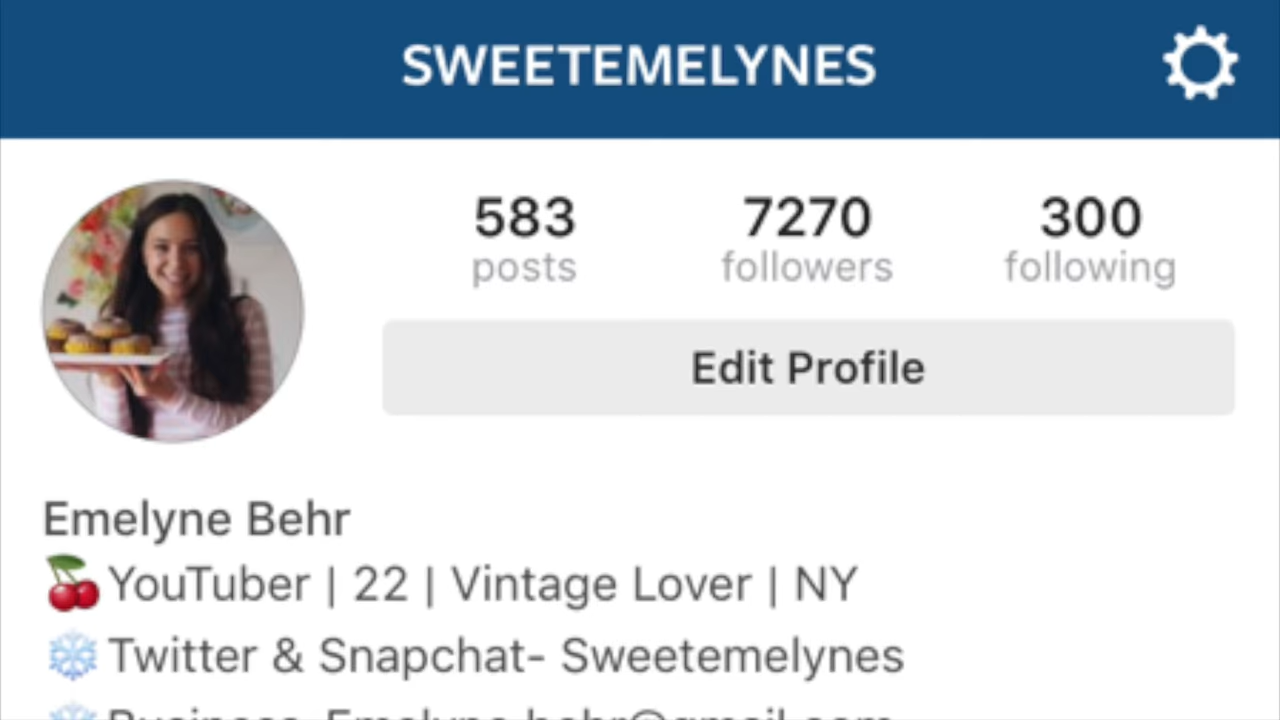 SWEETEMELYNES
583 7270 300
posts followers following
Edit Profile
Emelyne Behr
🍒YouTuber | 22 | Vintage Lover | NY
❄️Twitter & Snapchat- Sweetemelynes